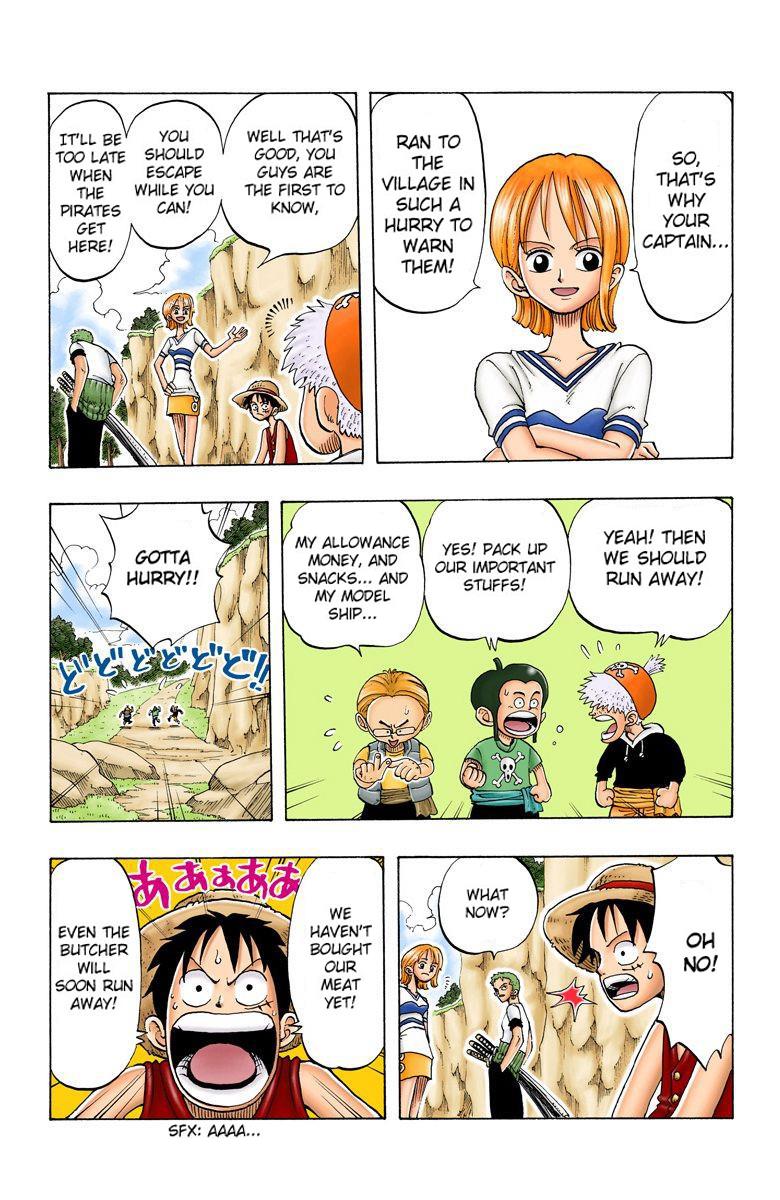 SO,
THAT'S
WHY
YOUR
CAPTAIN...
RAN TO
THE
VILLAGE IN
SUCH A
HURRY TO
WARN
THEM!
WELL THAT'S
GOOD, YOU
GUYS ARE
THE FIRST TO
KNOW,
YOU
SHOULD
ESCAPE
WHILE YOU
CAN!
IT'LL BE
TOO LATE
WHEN
THE
PIRATES
GET
HERE!
YEAH! THEN
WE SHOULD
RUN AWAY!
YES! PACK UP
OUR IMPORTANT
STUFFS!
MY ALLOWANCE
MONEY, AND
SNACKS... AND
MY MODEL
SHIP...
GOTTA
HURRY!!
どどどどどど!!
OH
NO!
WHAT
NOW?
WE
HAVEN'T
BOUGHT
OUR
MEAT
YET!
あああああ
EVEN THE
BUTCHER
WILL
SOON RUN
AWAY!
SFX: AAAA...